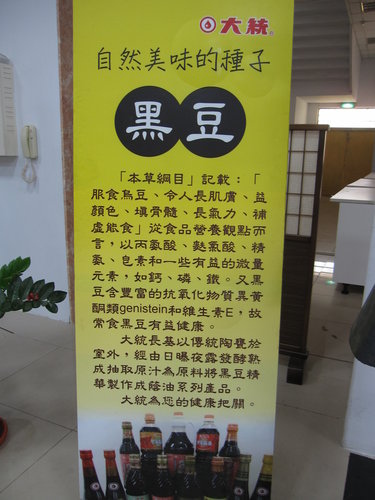 大統
自然美味的種子
黑豆
「本草綱目」記載：「
服食烏豆、令人長肌膚、益
顏色、填骨髓、長氣力、補
虛能食」從食品營養觀點而
言，以丙氨酸、麩氨酸、精
氨、皂素和一些有益的微量
元素，如鈣、磷、鐵。又黑
豆含豐富的抗氧化物質異黃
酮類genistein和維生素E，故
常食黑豆有益健康。
大統長基以傳統陶甕於
室外，經由日曝夜露發酵熟
成抽取原汁為原料將黑豆精
華製作成蔭油系列產品。
大統為您的健康把關。